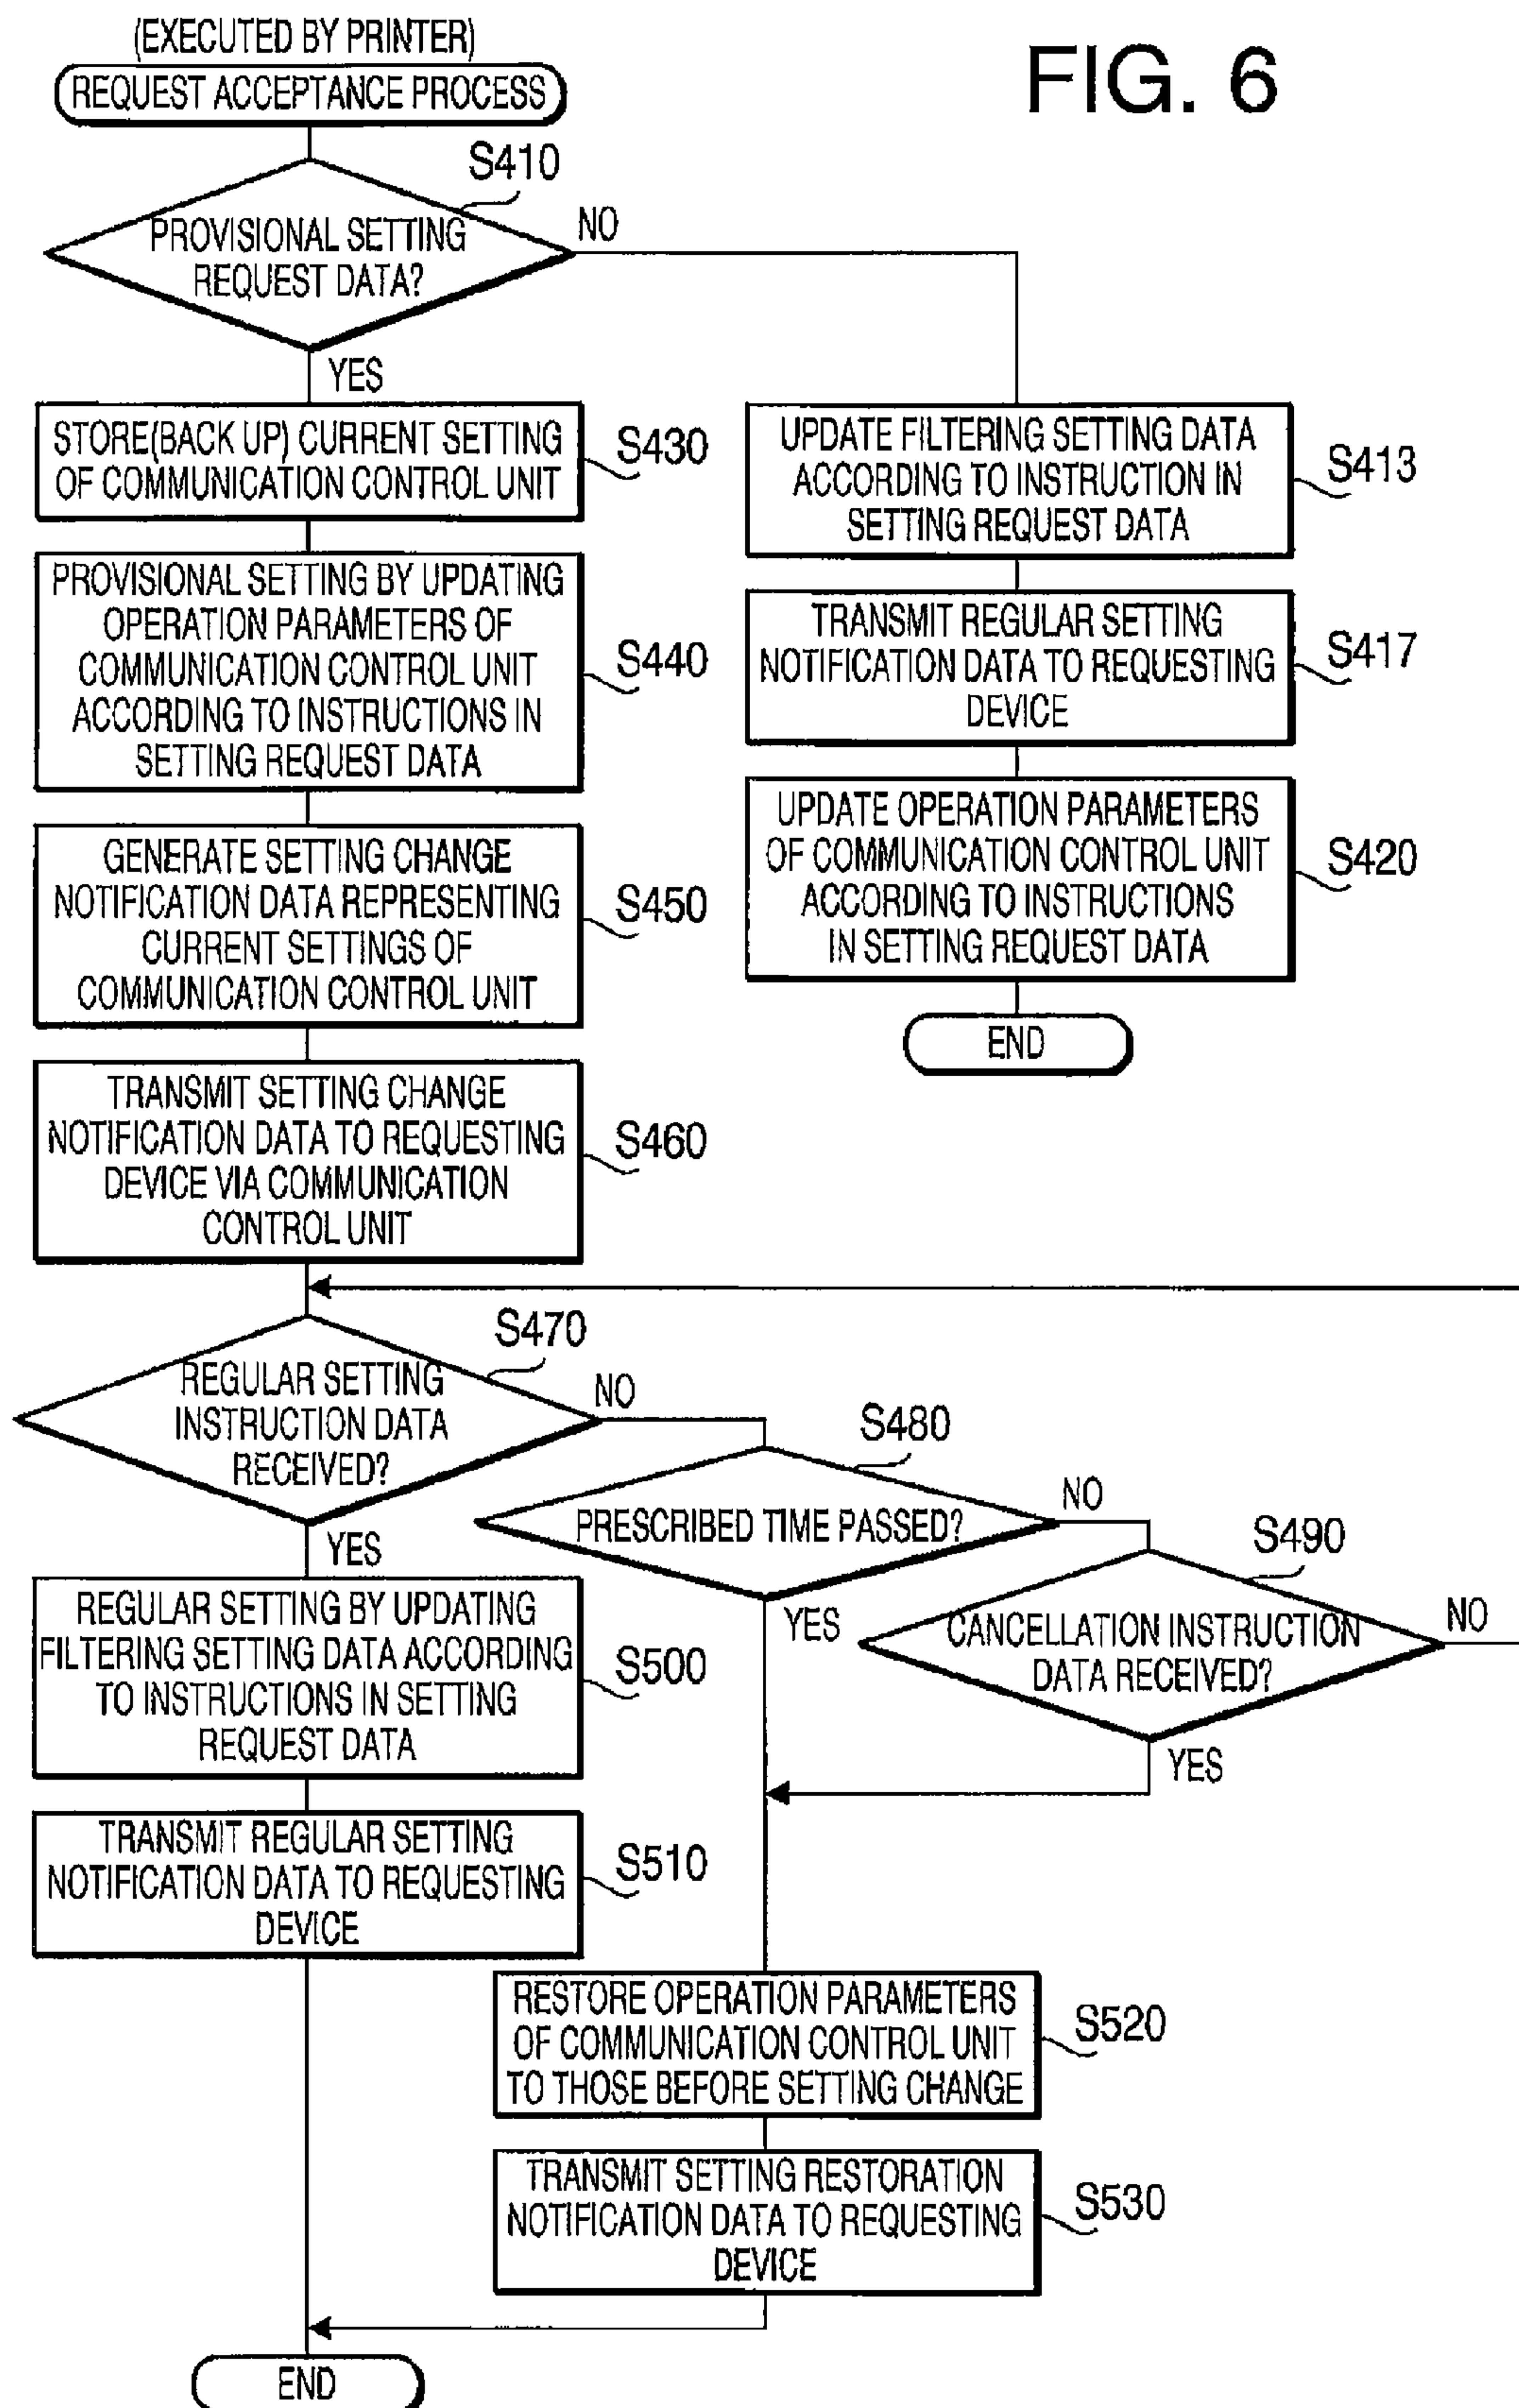 (EXECUTED BY PRINTER)
FIG. 6
REQUEST ACCEPTANCE PROCESS
S410
PROVISIONAL SETTING
REQUEST DATA?
NO
YES
STORE(BACK UP) CURRENT SETTING
OF COMMUNICATION CONTROL UNIT
S430
PROVISIONAL SETTING BY UPDATING
OPERATION PARAMETERS OF
COMMUNICATION CONTROL UNIT
ACCORDING TO INSTRUCTIONS IN
SETTING REQUEST DATA
S440
GENERATE SETTING CHANGE
NOTIFICATION DATA REPRESENTING
CURRENT SETTINGS OF
COMMUNICATION CONTROL UNIT
S450
TRANSMIT SETTING CHANGE
NOTIFICATION DATA TO REQUESTING
DEVICE VIA COMMUNICATION
CONTROL UNIT
S460
UPDATE FILTERING SETTING DATA
ACCORDING TO INSTRUCTION IN
SETTING REQUEST DATA
S413
TRANSMIT REGULAR SETTING
NOTIFICATION DATA TO REQUESTING
DEVICE
S417
UPDATE OPERATION PARAMETERS
OF COMMUNICATION CONTROL UNIT
ACCORDING TO INSTRUCTIONS
IN SETTING REQUEST DATA
S420
END
S470
REGULAR SETTING
INSTRUCTION DATA
RECEIVED?
NO
YES
S480
PRESCRIBED TIME PASSED?
NO
YES
S490
CANCELLATION INSTRUCTION
DATA RECEIVED?
NO
YES
REGULAR SETTING BY UPDATING
FILTERING SETTING DATA ACCORDING
TO INSTRUCTIONS IN SETTING
REQUEST DATA
S500
TRANSMIT REGULAR SETTING
NOTIFICATION DATA TO REQUESTING
DEVICE
S510
RESTORE OPERATION PARAMETERS
OF COMMUNICATION CONTROL UNIT
TO THOSE BEFORE SETTING CHANGE
S520
TRANSMIT SETTING RESTORATION
NOTIFICATION DATA TO REQUESTING
DEVICE
S530
END